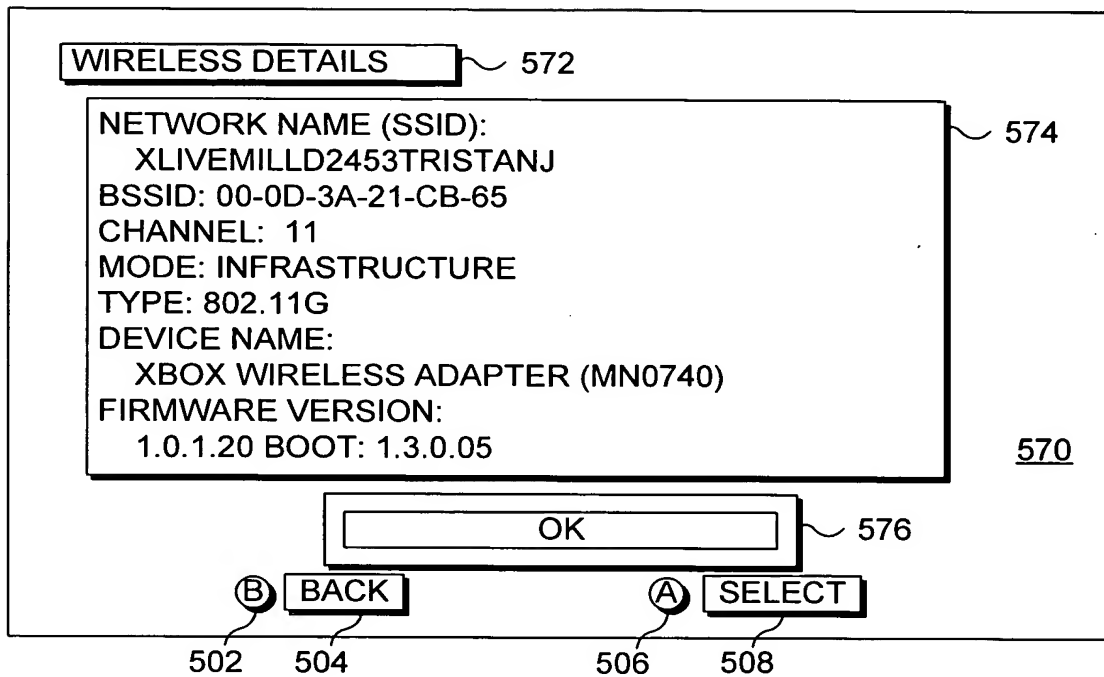 WIRELESS DETAILS 572
NETWORK NAME (SSID): 574
XLIVEMILLD2453TRISTANJ
BSSID: 00-0D-3A-21-CB-65
CHANNEL: 11
MODE: INFRASTRUCTURE
TYPE: 802.11G
DEVICE NAME:
XBOX WIRELESS ADAPTER (MN0740)
FIRMWARE VERSION:
1.0.1.20 BOOT: 1.3.0.05
570
OK 576
B BACK A SELECT
502 504 506 508